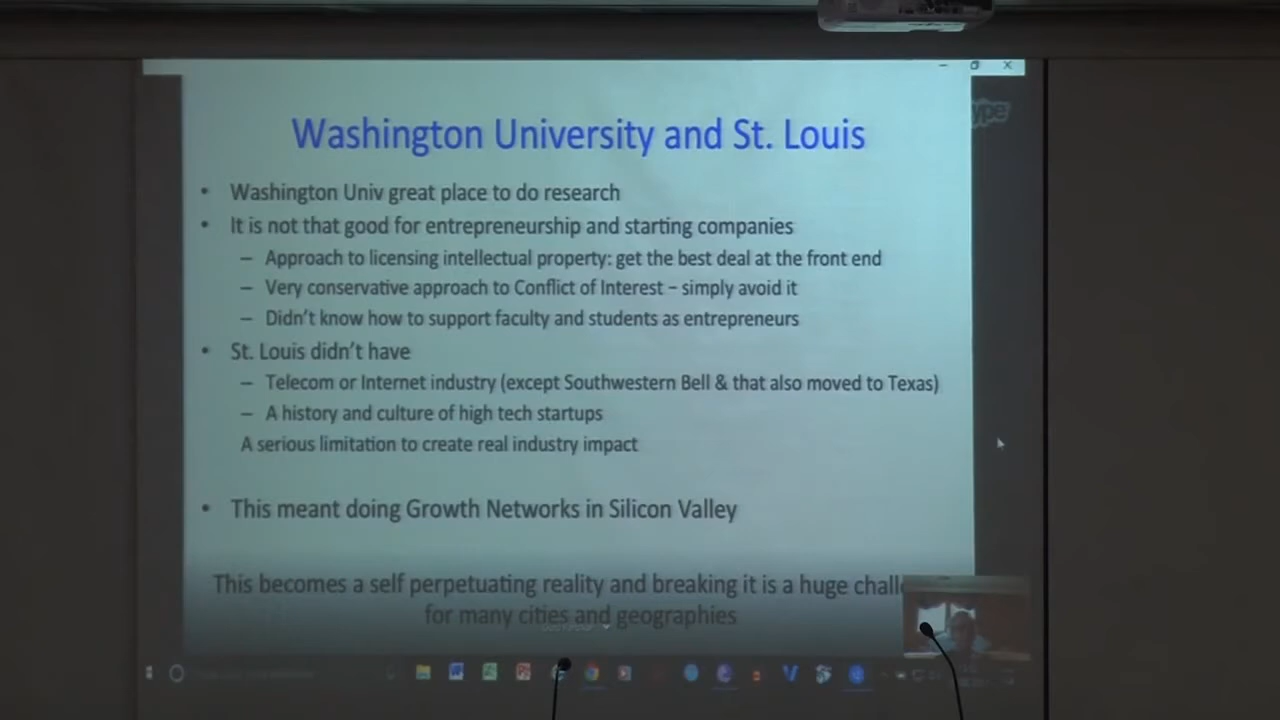 ype
Washington University and St. Louis
• Washington Univ great place to do research
• It is not that good for entrepreneurship and starting companies
– Approach to licensing intellectual property: get the best deal at the front end
– Very conservative approach to Conflict of Interest – simply avoid it
– Didn't know how to support faculty and students as entrepreneurs
• St. Louis didn't have
– Telecom or Internet industry (except Southwestern Bell & that also moved to Texas)
– A history and culture of high tech startups
A serious limitation to create real industry impact
• This meant doing Growth Networks in Silicon Valley
This becomes a self perpetuating reality and breaking it is a huge chall
for many cities and geographies